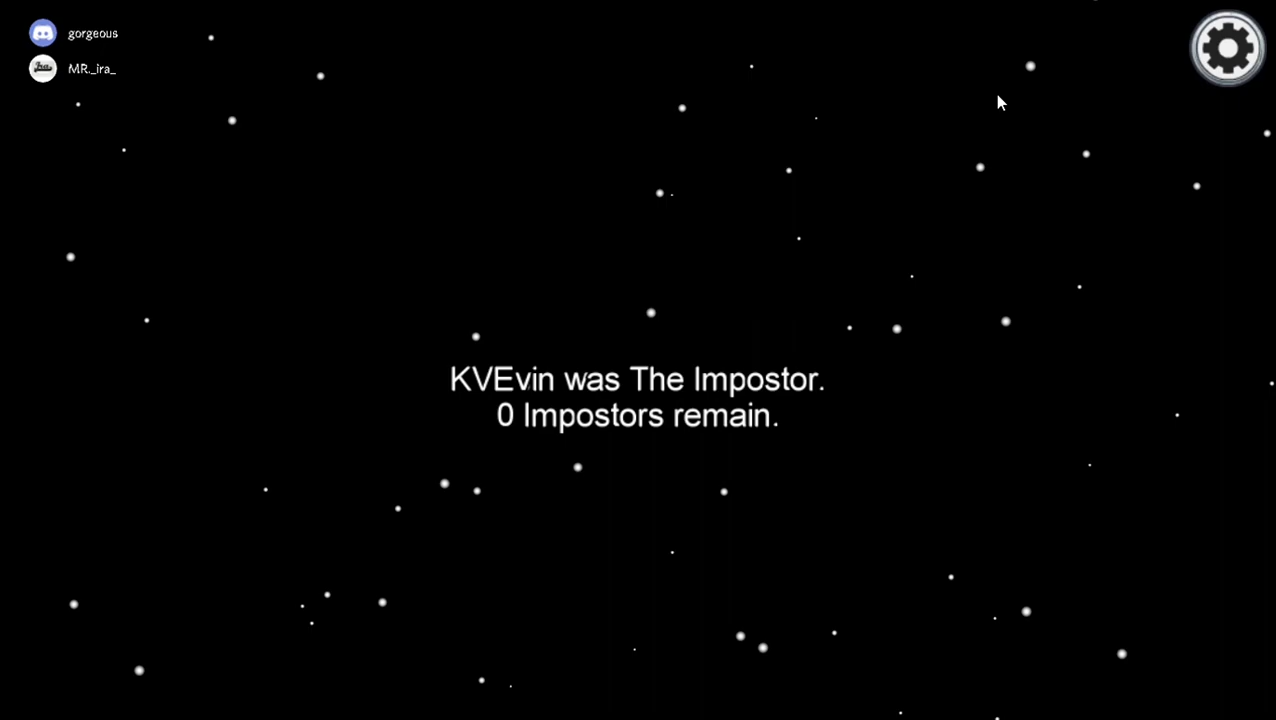 gorgeous
MR._ira_
KVEvin was The Impostor.
0 Impostors remain.